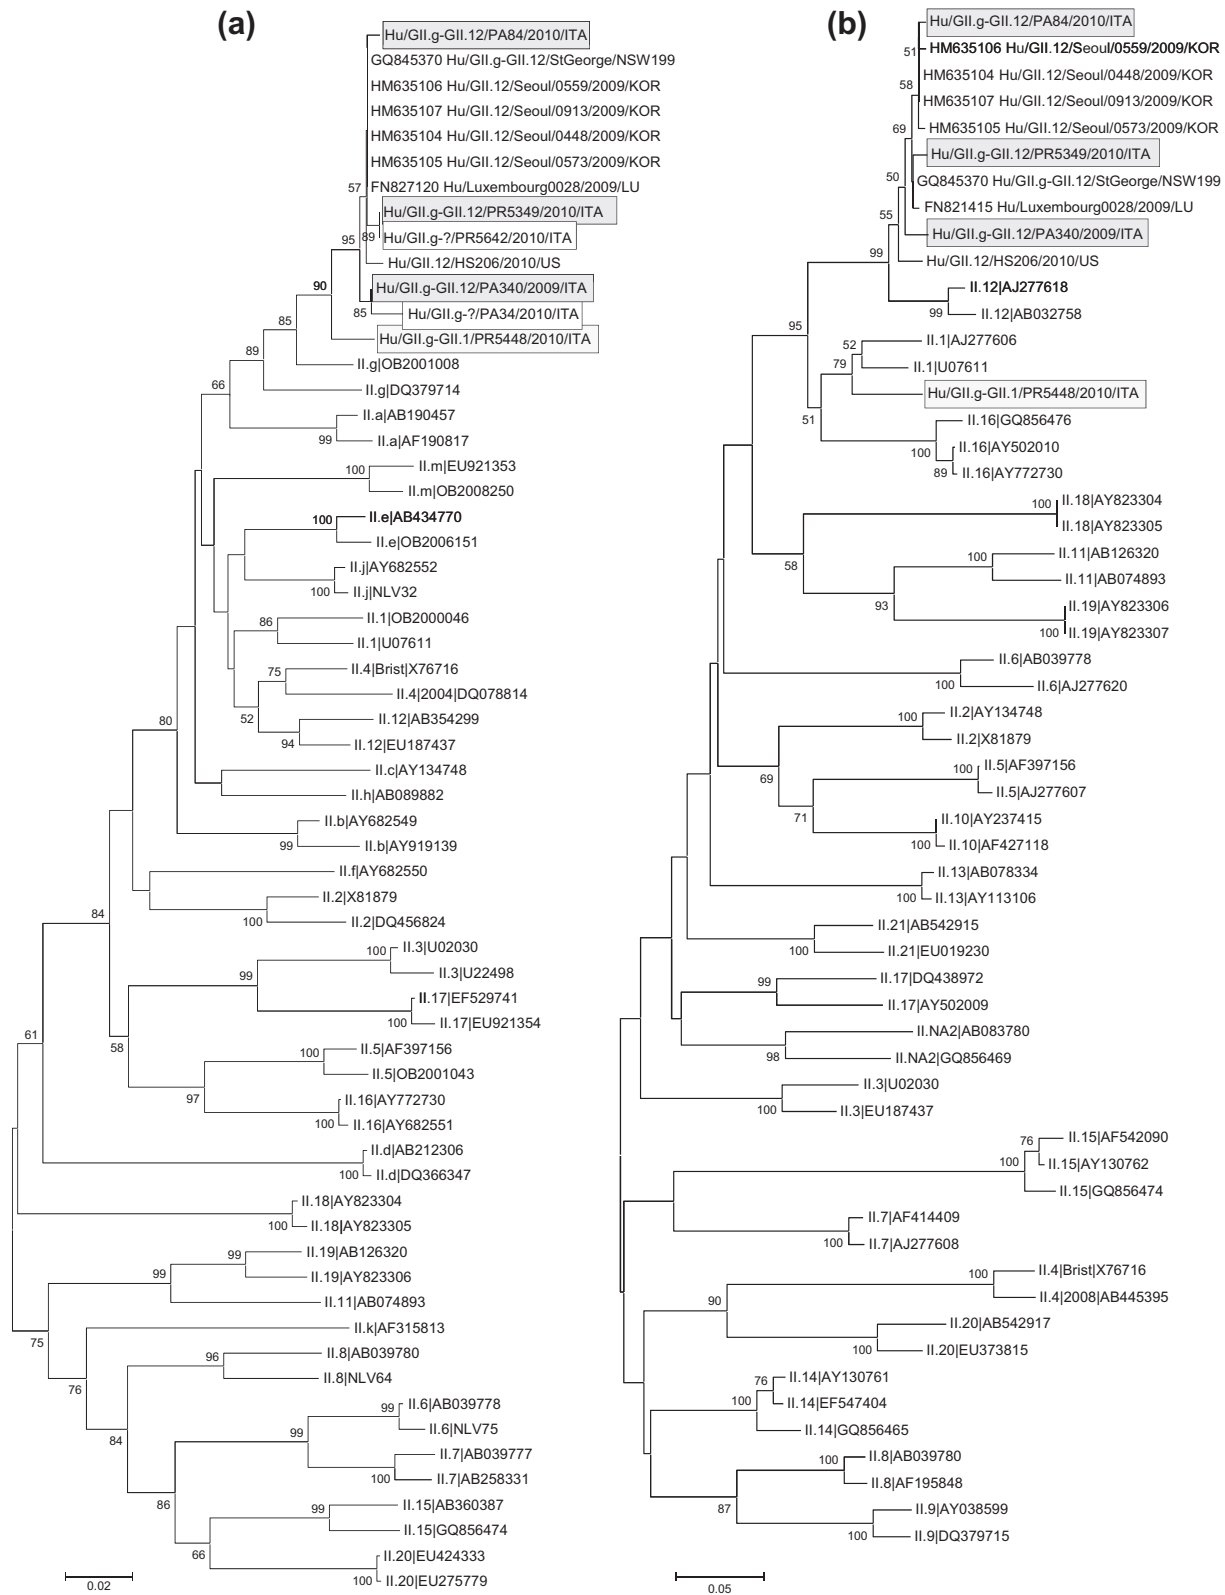 (a)
Hu/GII.g-GII.12/PA84/2010/ITA
GQ845370 Hu/GII.g-GII.12/StGeorge/NSW199
HM635106 Hu/GII.12/Seoul/0559/2009/KOR
HM635107 Hu/GII.12/Seoul/0913/2009/KOR
HM635104 Hu/GII.12/Seoul/0448/2009/KOR
HM635105 Hu/GII.12/Seoul/0573/2009/KOR
FN827120 Hu/Luxembourg0028/2009/LU
57
Hu/GII.g-GII.12/PR5349/2010/ITA
89
Hu/GII.g-?/PR5642/2010/ITA
95
Hu/GII.12/HS206/2010/US
90
Hu/GII.g-GII.12/PA340/2009/ITA
85
Hu/GII.g-?/PA34/2010/ITA
85
Hu/GII.g-GII.1/PR5448/2010/ITA
89
II.g|OB2001008
66
II.g|DQ379714
II.a|AB190457
99
II.a|AF190817
100
II.m|EU921353
II.m|OB2008250
100
II.e|AB434770
II.e|OB2006151
II.j|AY682552
100
II.j|NLV32
86
II.1|OB2000046
II.1|U07611
75
II.4|Brist|X76716
II.4|2004|DQ078814
52
II.12|AB354299
80
94
II.12|EU187437
II.c|AY134748
II.h|AB089882
II.b|AY682549
99
II.b|AY919139
II.f|AY682550
84
II.2|X81879
100
II.2|DQ456824
100
II.3|U02030
99
II.3|U22498
II.17|EF529741
100
II.17|EU921354
61
58
100
II.5|AF397156
II.5|OB2001043
97
II.16|AY772730
100
II.16|AY682551
II.d|AB212306
100
II.d|DQ366347
II.18|AY823304
100
II.18|AY823305
99
II.19|AB126320
99
II.19|AY823306
II.11|AB074893
75
II.k|AF315813
96
II.8|AB039780
76
II.8|NLV64
99
II.6|AB039778
99
II.6|NLV75
84
II.7|AB039777
100
II.7|AB258331
86
99
II.15|AB360387
II.15|GQ856474
66
II.20|EU424333
100
II.20|EU275779
0.02
(b)
Hu/GII.g-GII.12/PA84/2010/ITA
51
HM635106 Hu/GII.12/Seoul/0559/2009/KOR
HM635104 Hu/GII.12/Seoul/0448/2009/KOR
58
HM635107 Hu/GII.12/Seoul/0913/2009/KOR
69
HM635105 Hu/GII.12/Seoul/0573/2009/KOR
Hu/GII.g-GII.12/PR5349/2010/ITA
50
GQ845370 Hu/GII.g-GII.12/StGeorge/NSW199
FN821415 Hu/Luxembourg0028/2009/LU
55
Hu/GII.g-GII.12/PA340/2009/ITA
99
Hu/GII.12/HS206/2010/US
II.12|AJ277618
99
II.12|AB032758
95
52
II.1|AJ277606
79
II.1|U07611
Hu/GII.g-GII.1/PR5448/2010/ITA
51
II.16|GQ856476
100
II.16|AY502010
89
II.16|AY772730
100
II.18|AY823304
II.18|AY823305
58
100
II.11|AB126320
II.11|AB074893
93
II.19|AY823306
100
II.19|AY823307
II.6|AB039778
100
II.6|AJ277620
100
II.2|AY134748
II.2|X81879
69
100
II.5|AF397156
II.5|AJ277607
71
II.10|AY237415
100
II.10|AF427118
II.13|AB078334
100
II.13|AY113106
II.21|AB542915
100
II.21|EU019230
99
II.17|DQ438972
II.17|AY502009
II.NA2|AB083780
98
II.NA2|GQ856469
II.3|U02030
100
II.3|EU187437
76
II.15|AF542090
100
II.15|AY130762
II.15|GQ856474
II.7|AF414409
100
II.7|AJ277608
100
II.4|Brist|X76716
90
II.4|2008|AB445395
II.20|AB542917
100
II.20|EU373815
76
II.14|AY130761
100
II.14|EF547404
II.14|GQ856465
100
II.8|AB039780
II.8|AF195848
87
II.9|AY038599
100
II.9|DQ379715
0.05